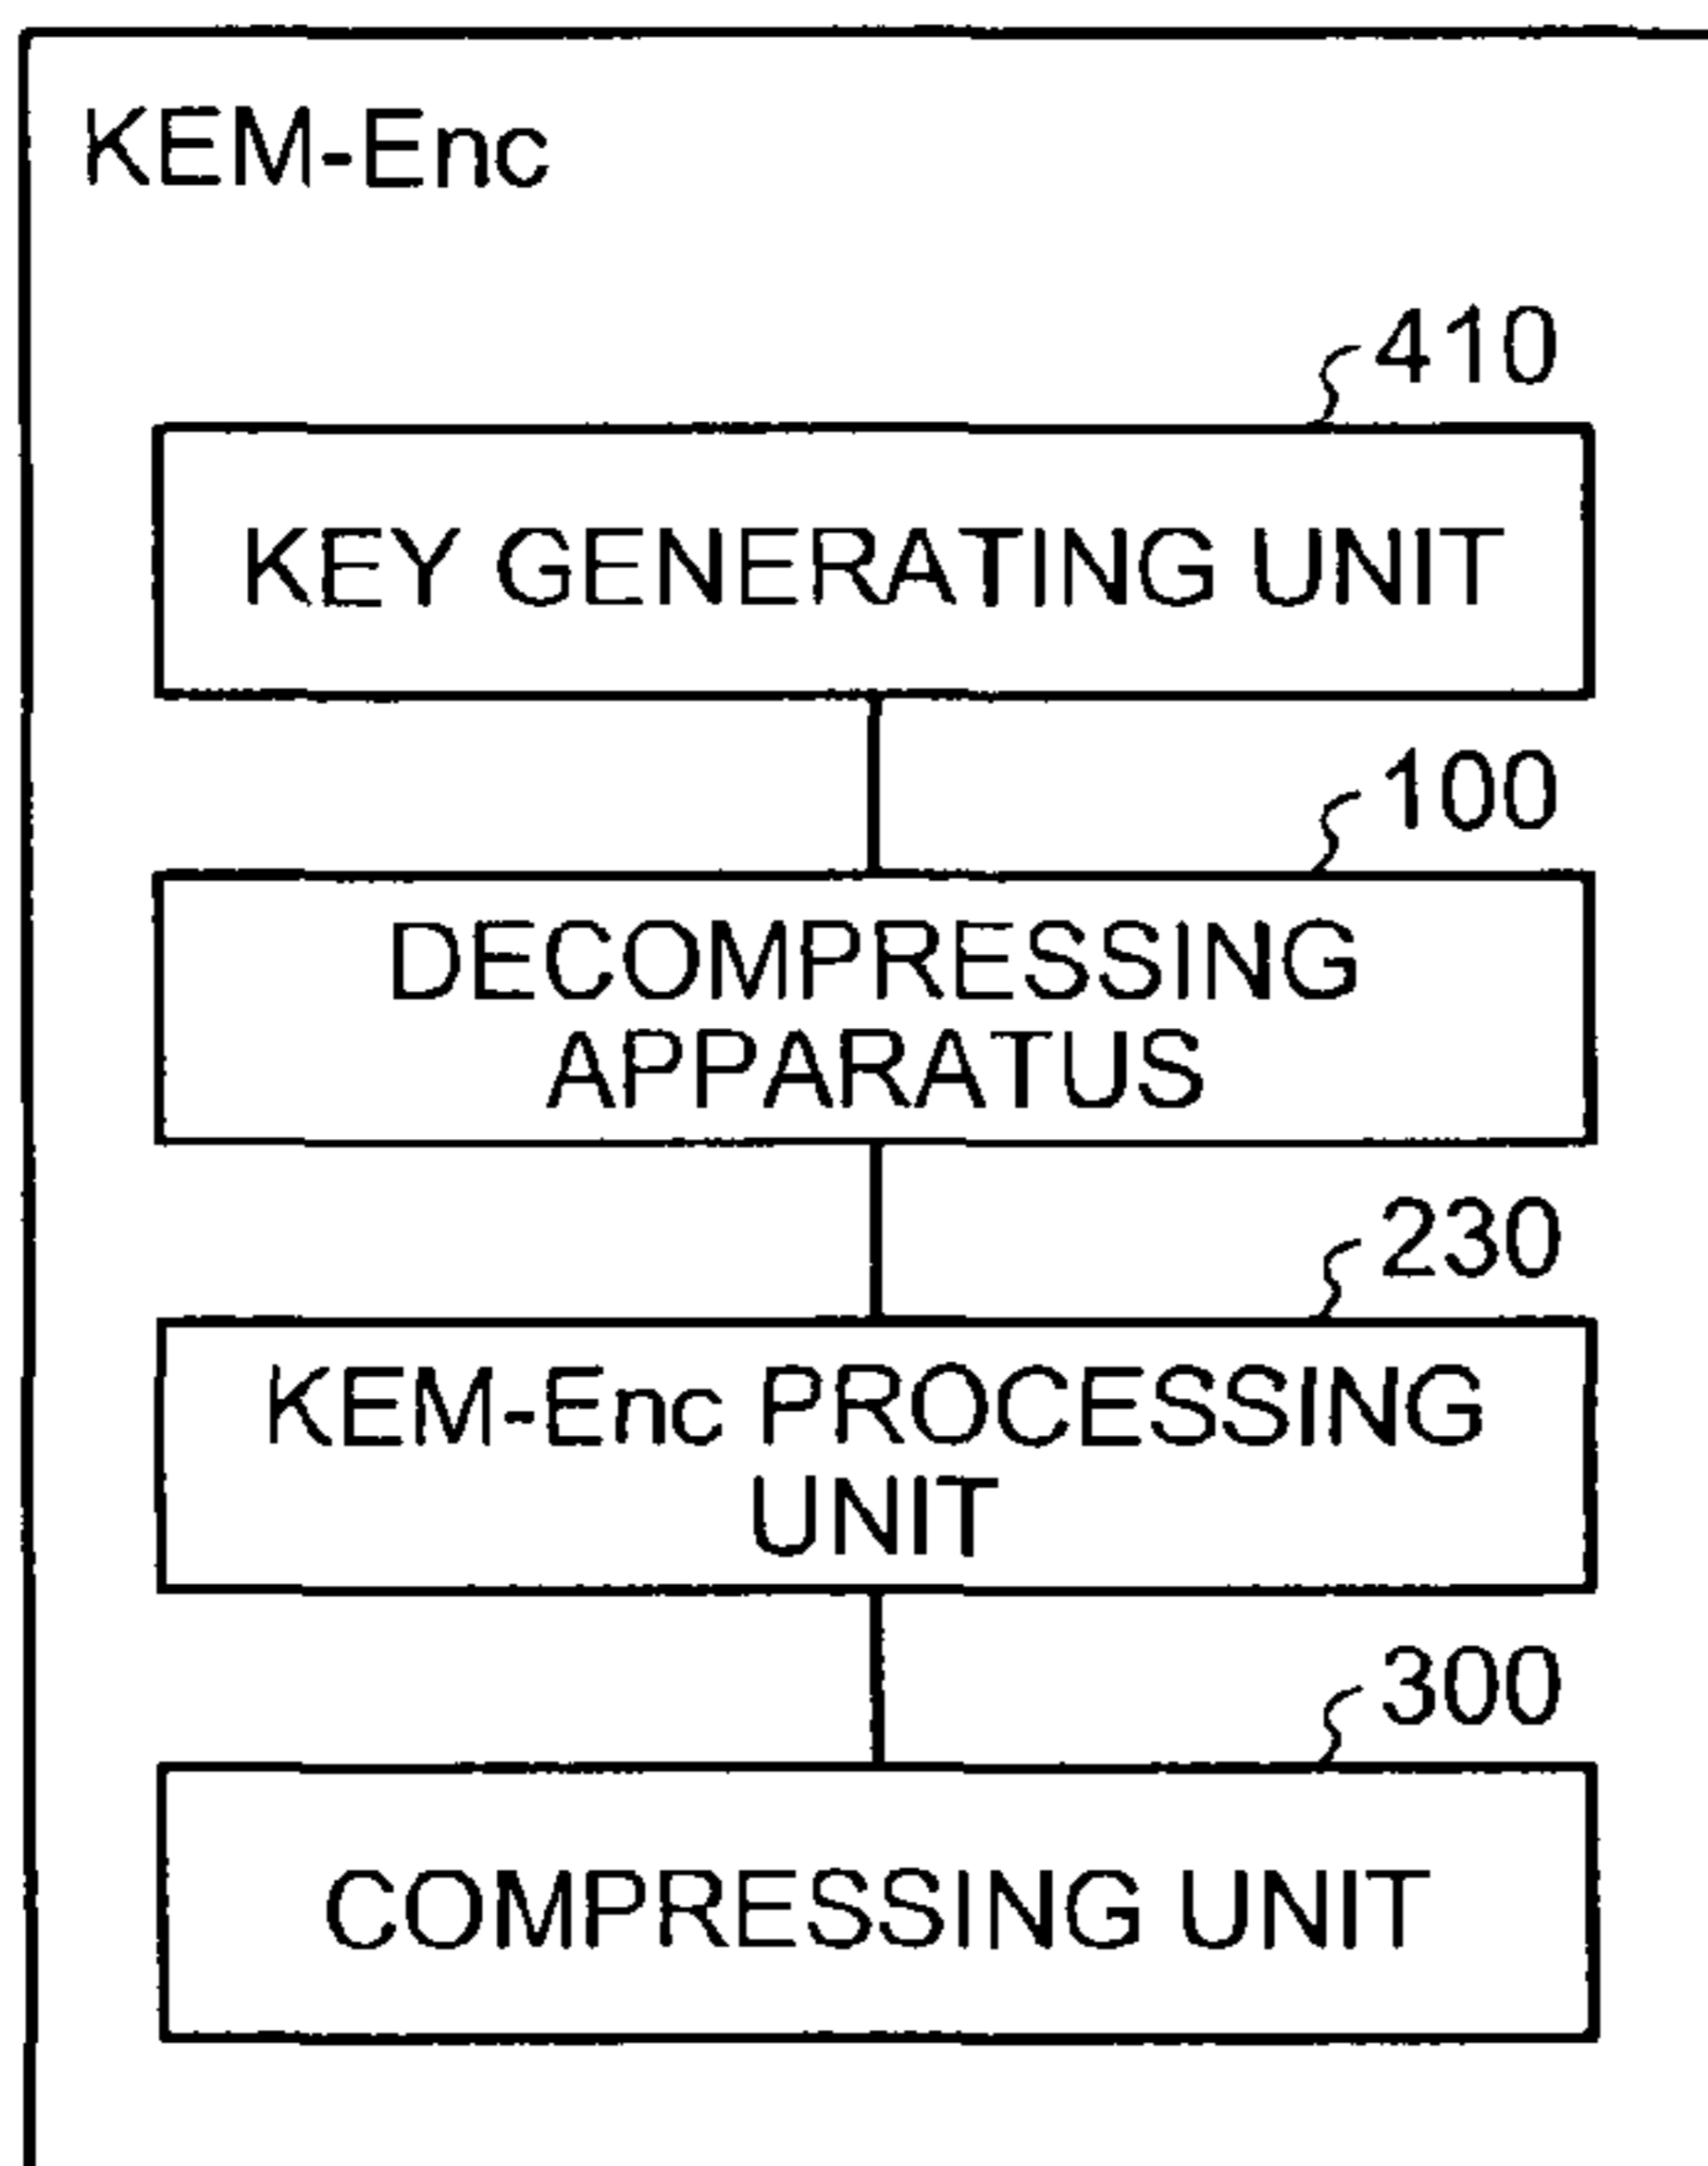 KEM-Enc
410
KEY GENERATING UNIT
100
DECOMPRESSING
APPARATUS
230
KEM-Enc PROCESSING
UNIT
300
COMPRESSING UNIT